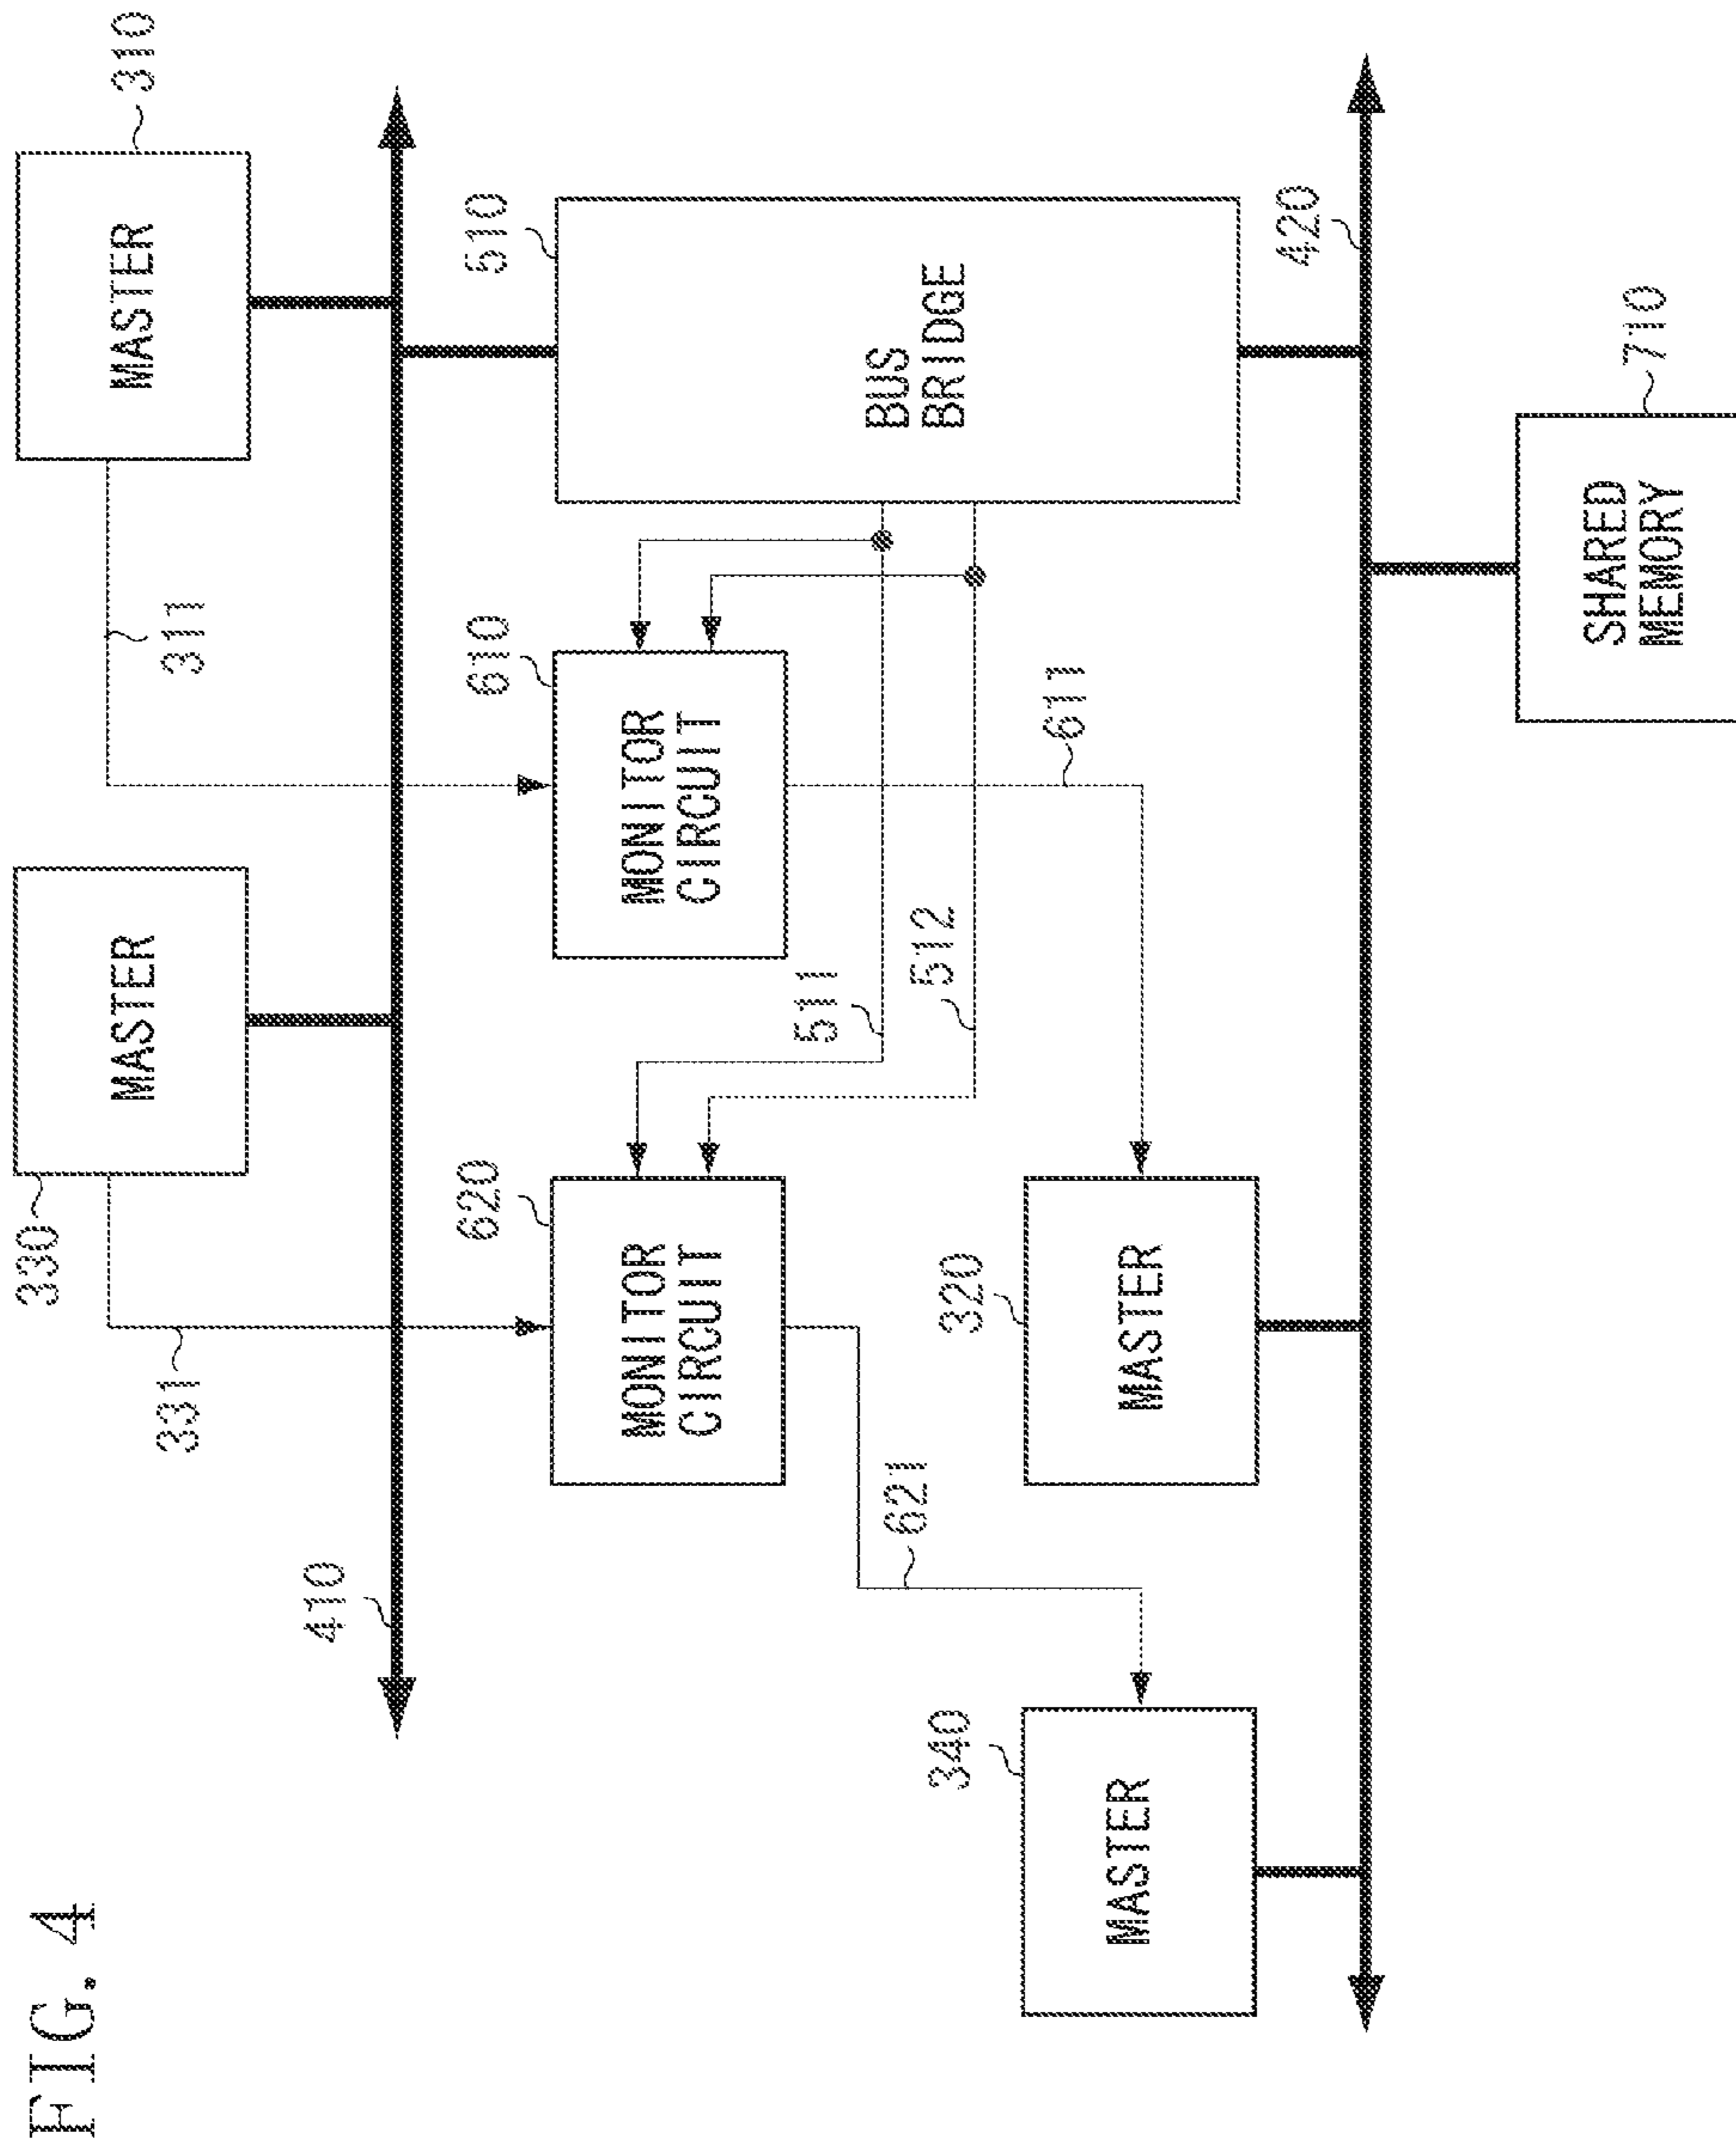 FIG. 4
330
MASTER
331
MASTER
310
311
410
620
MONITOR
CIRCUIT
610
MONITOR
CIRCUIT
510
BUS
BRIDGE
511
512
621
611
340
MASTER
320
MASTER
420
SHARED
MEMORY
710